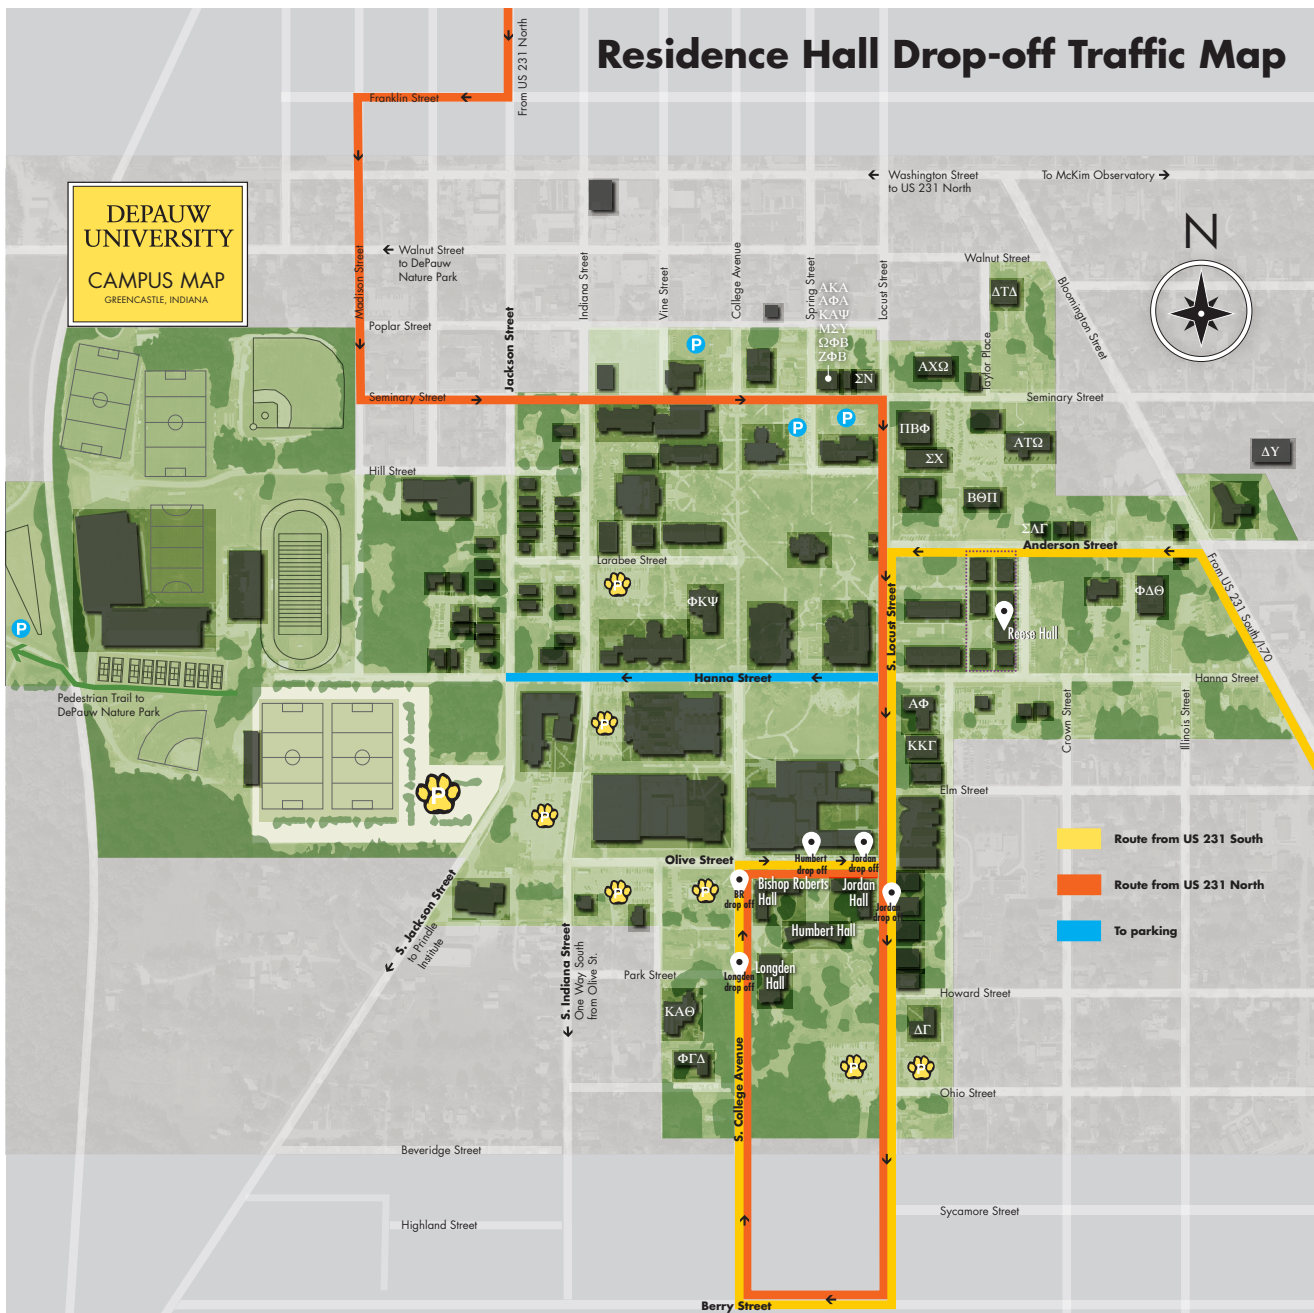 Residence Hall Drop-off Traffic Map
From US 231 North
Franklin Street
Washington Street
to US 231 North
To McKim Observatory
DEPAUW
UNIVERSITY
CAMPUS MAP
GREENCASTLE, INDIANA
N
Walnut Street
to DePauw
Nature Park
Madison Street
Poplar Street
Jackson Street
Indiana Street
Vine Street
College Avenue
Spring Street
Locust Street
Walnut Street
Bloomington Street
Taylor Place
ΔΤΔ
ΑΚΑ
ΑΦΑ
ΚΑΨ
ΜΣΥ
ΩΦΒ
ΖΦΒ
ΣΝ
ΑΧΩ
P
Seminary Street
Seminary Street
P
P
ΠΒΦ
ΣΧ
ΑΤΩ
ΔΥ
Hill Street
ΒΘΠ
ΣΛΓ
Anderson Street
Larabee Street
P
ΦΚΨ
ΦΔΘ
From US 231 South/I-70
S. Locust Street
Reese Hall
P
Pedestrian Trail to
DePauw Nature Park
Hanna Street
Hanna Street
ΑΦ
ΚΚΓ
Crown Street
Illinois Street
P
P
P
Elm Street
Route from US 231 South
Route from US 231 North
To parking
Olive Street
Humbert
drop off
Jordan
drop off
BR
drop off
Bishop Roberts
Hall
Jordan
Hall
Jordan
drop off
P
P
Humbert Hall
S. Jackson Street
to Prindle
Institute
S. Indiana Street
One Way South
from Olive St.
Park Street
Longden
drop off
Longden
Hall
Howard Street
ΚΑΘ
ΔΓ
ΦΓΔ
P
P
Ohio Street
S. College Avenue
Beveridge Street
Highland Street
Sycamore Street
Berry Street